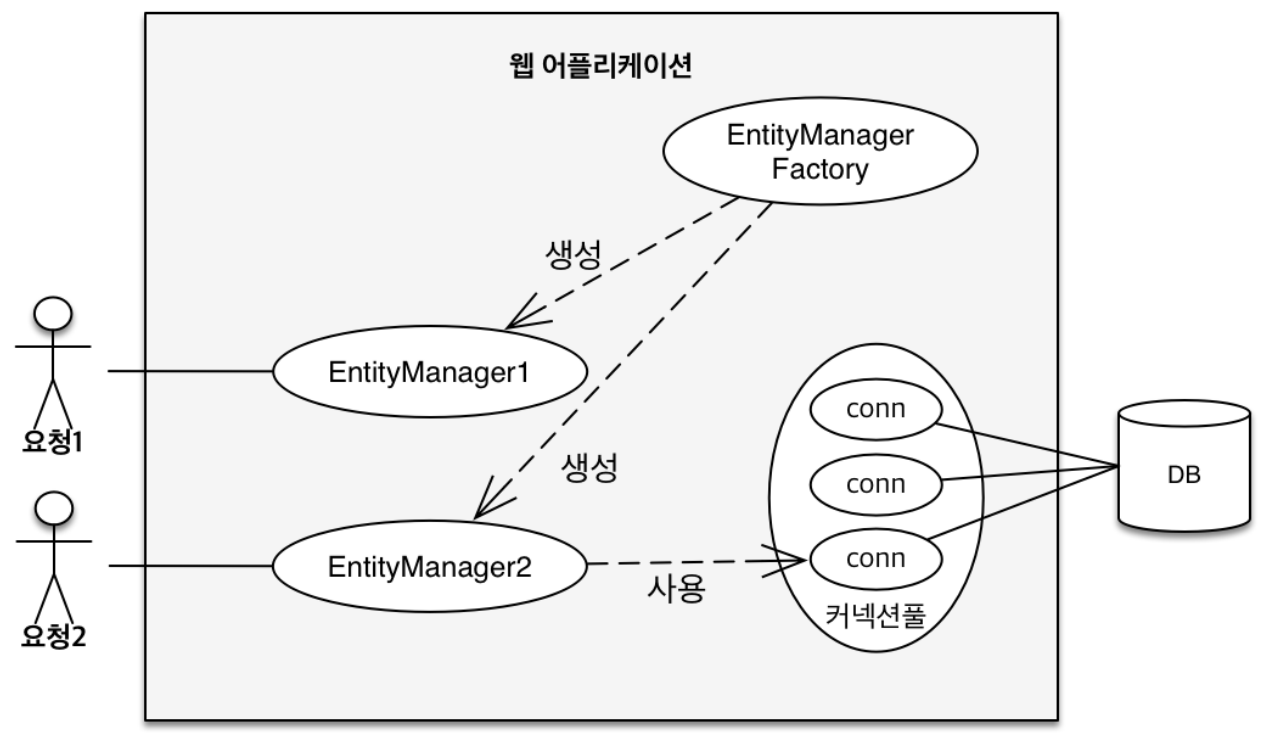 웹 어플리케이션
EntityManager
Factory
생성
EntityManager1
요청1
conn
생성
conn
DB
EntityManager2
conn
사용
커넥션풀
요청2